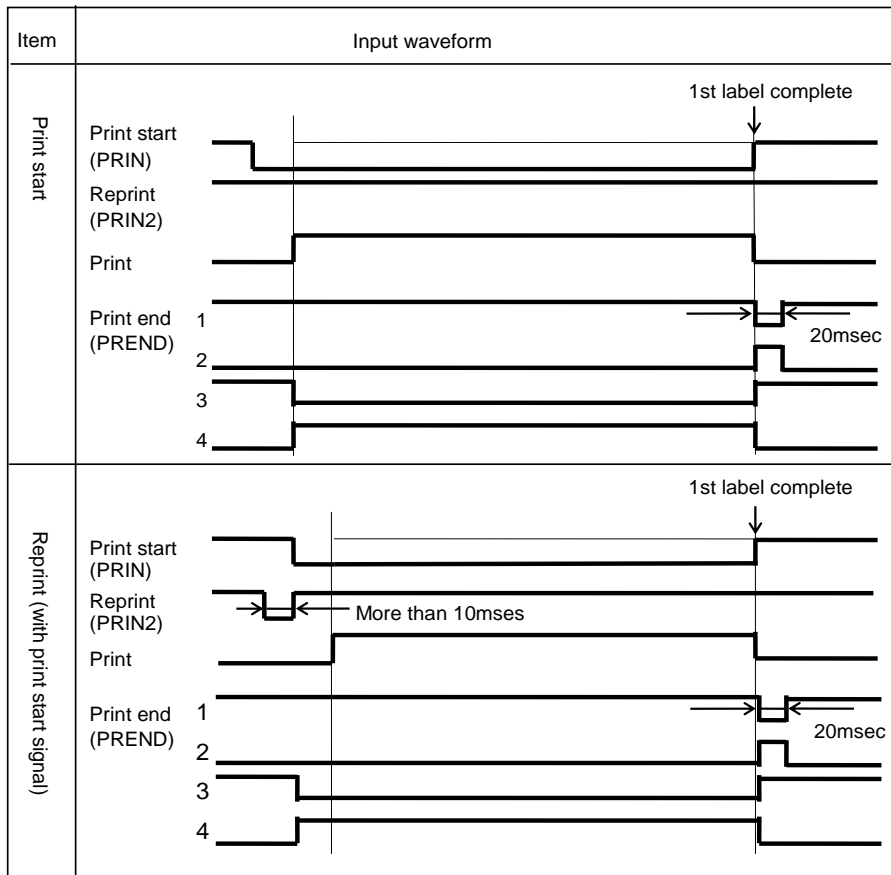 Item
Input waveform
Print start
1st label complete
Print start
(PRIN)
Reprint
(PRIN2)
Print
Print end
(PREND)
1
2
3
4
20msec
Reprint (with print start signal)
1st label complete
Print start
(PRIN)
Reprint
(PRIN2)
More than 10mses
Print
Print end
(PREND)
1
2
3
4
20msec